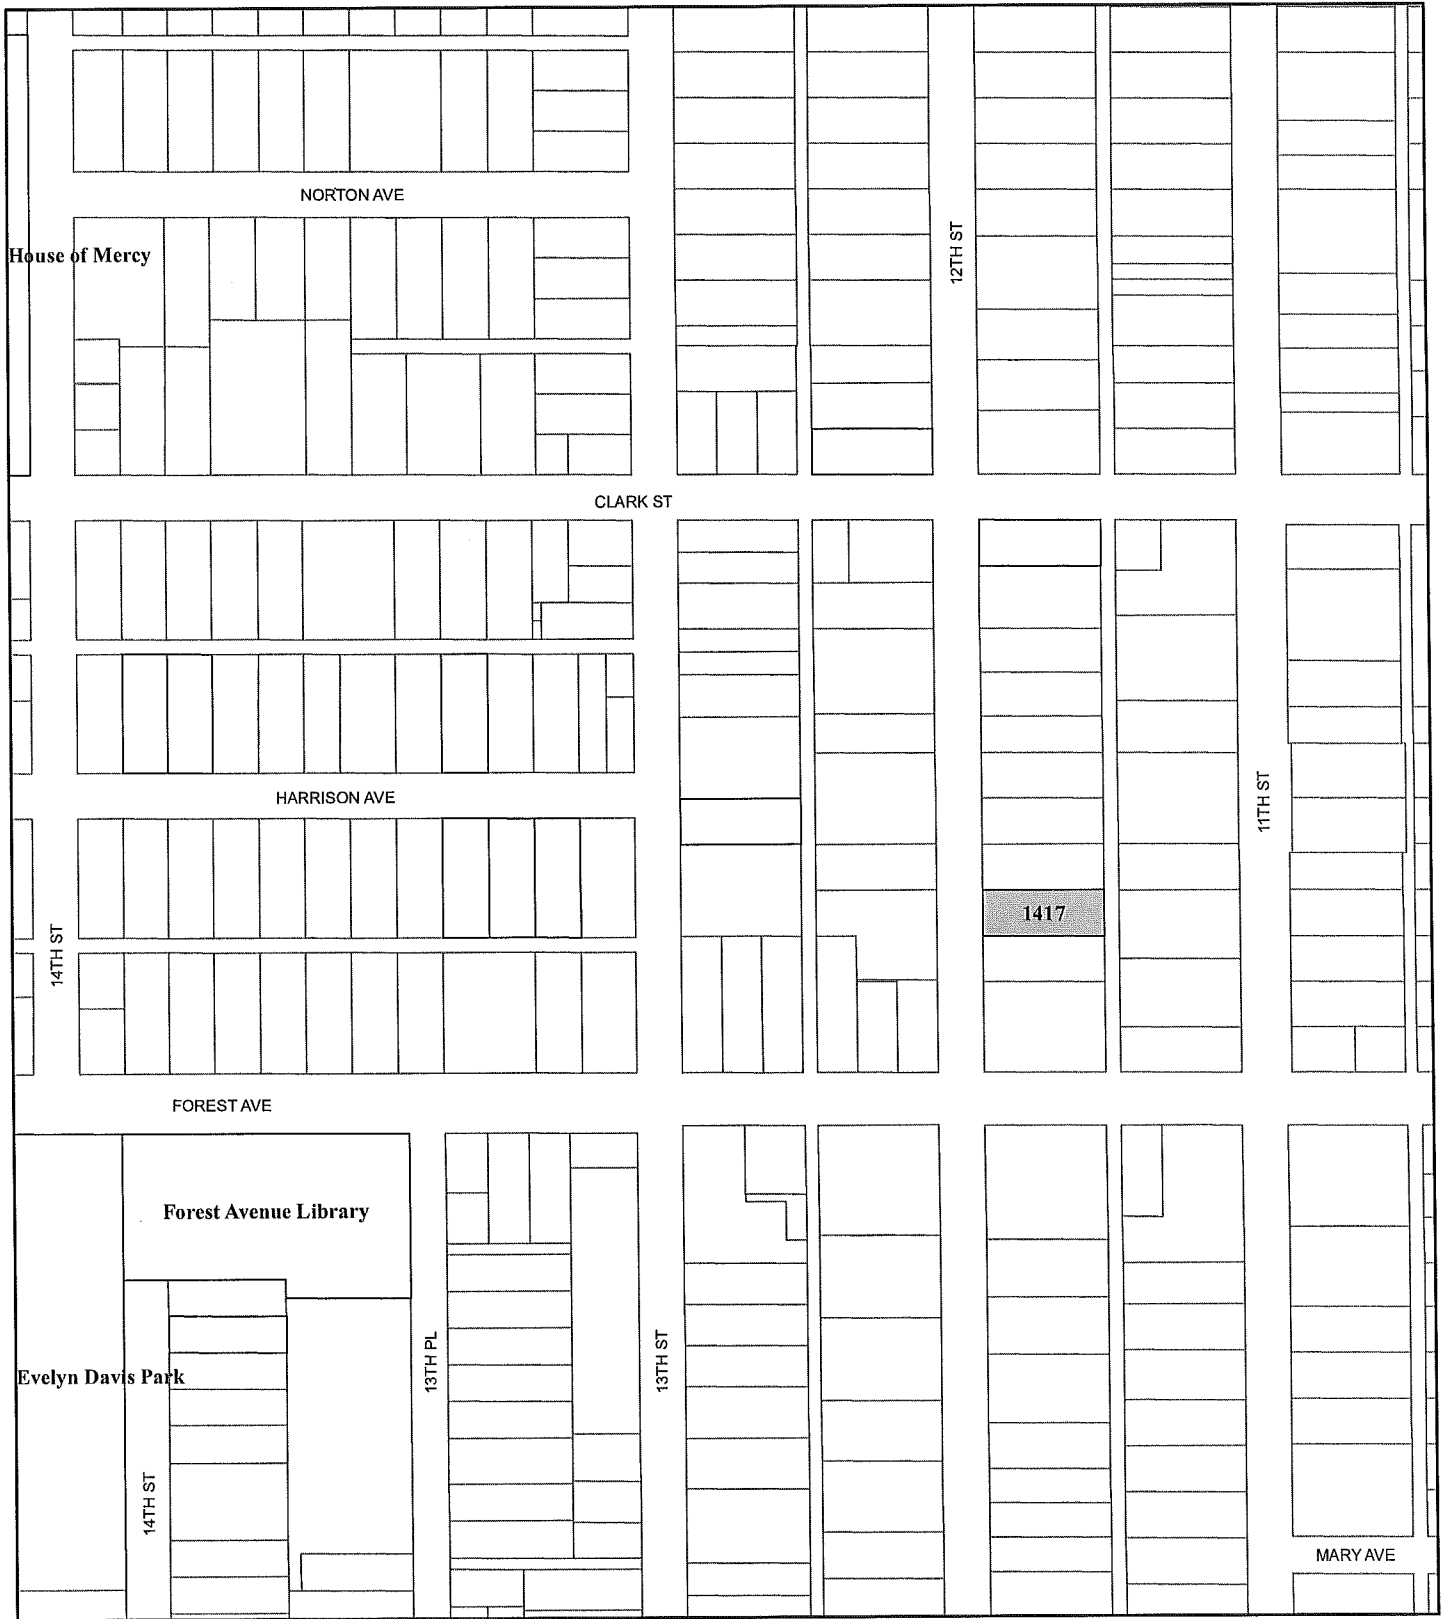 NORTON AVE
House of Mercy
12TH ST
CLARK ST
HARRISON AVE
11TH ST
1417
14TH ST
FOREST AVE
Forest Avenue Library
13TH PL
13TH ST
Evelyn Davis Park
14TH ST
MARY AVE